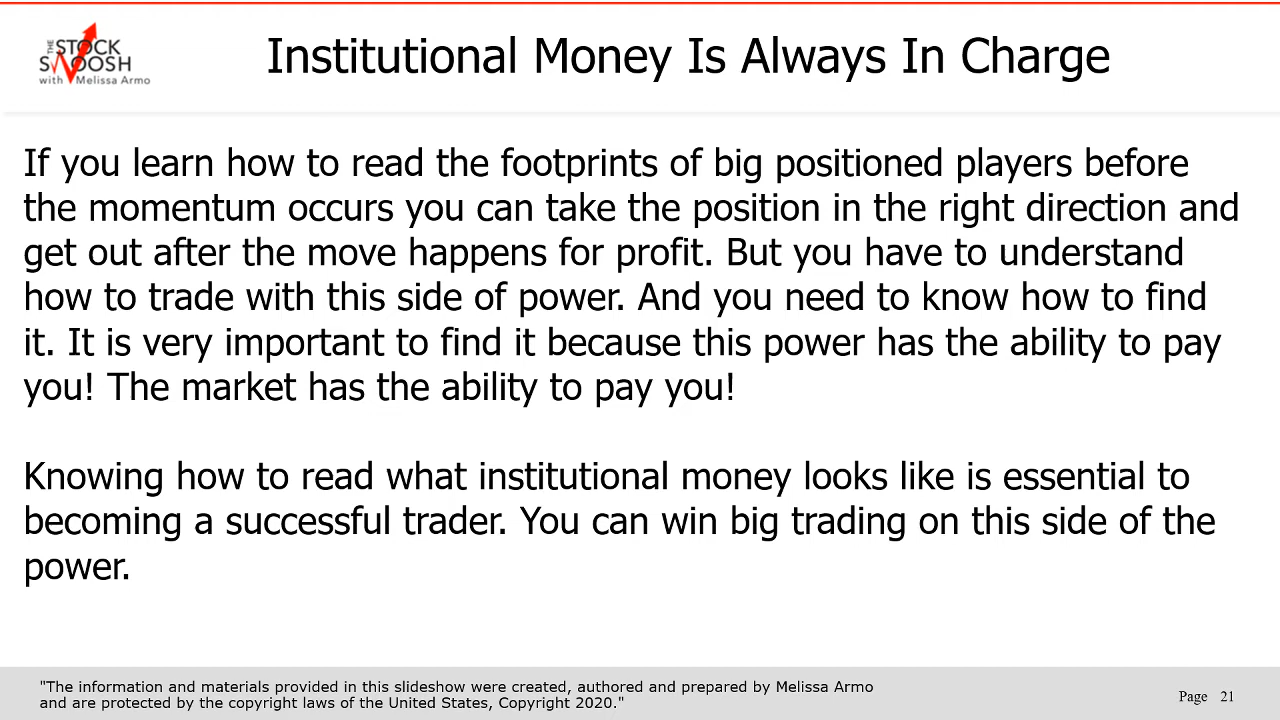 THE
STOCK
SWOOSH
with Melissa Armo
Institutional Money Is Always In Charge
If you learn how to read the footprints of big positioned players before
the momentum occurs you can take the position in the right direction and
get out after the move happens for profit. But you have to understand
how to trade with this side of power. And you need to know how to find
it. It is very important to find it because this power has the ability to pay
you! The market has the ability to pay you!
Knowing how to read what institutional money looks like is essential to
becoming a successful trader. You can win big trading on this side of the
power.
"The information and materials provided in this slideshow were created, authored and prepared by Melissa Armo
and are protected by the copyright laws of the United States, Copyright 2020."
Page 21